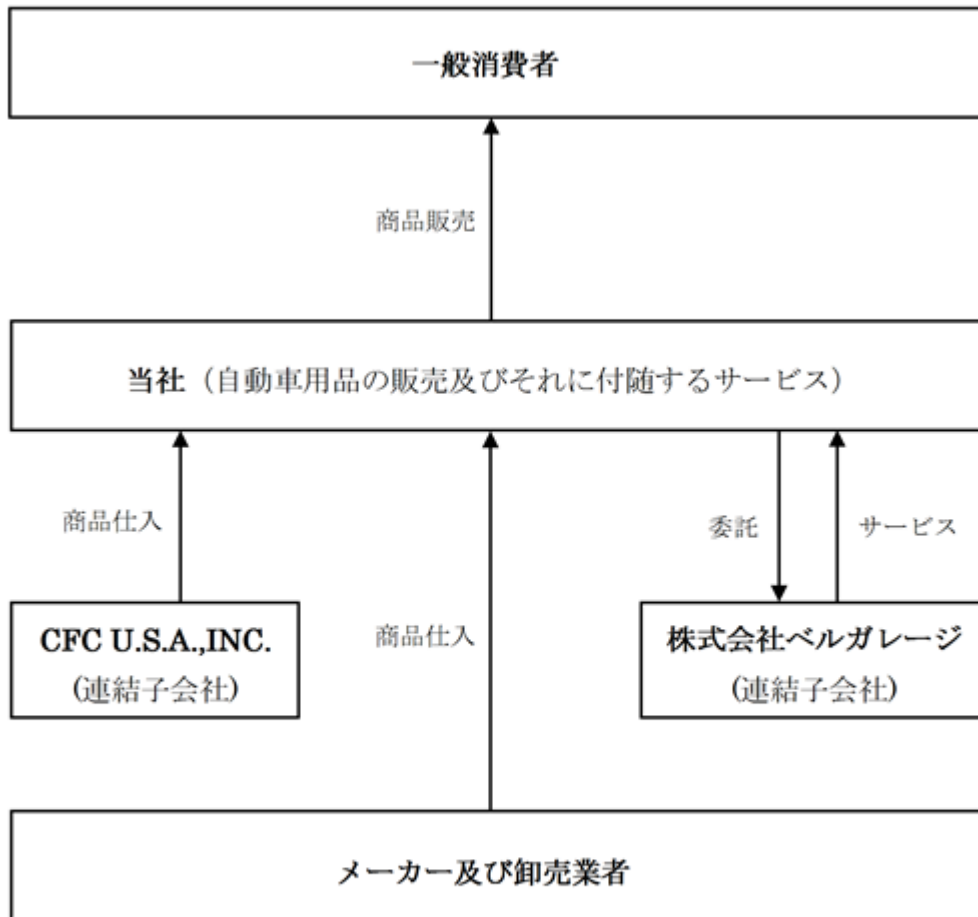 一般消費者
商品販売
当社（自動車用品の販売及びそれに付随するサービス）
商品仕入
委託
サービス
CFC U.S.A.,INC.
(連結子会社)
商品仕入
株式会社ベルガレージ
(連結子会社)
メーカー及び卸売業者